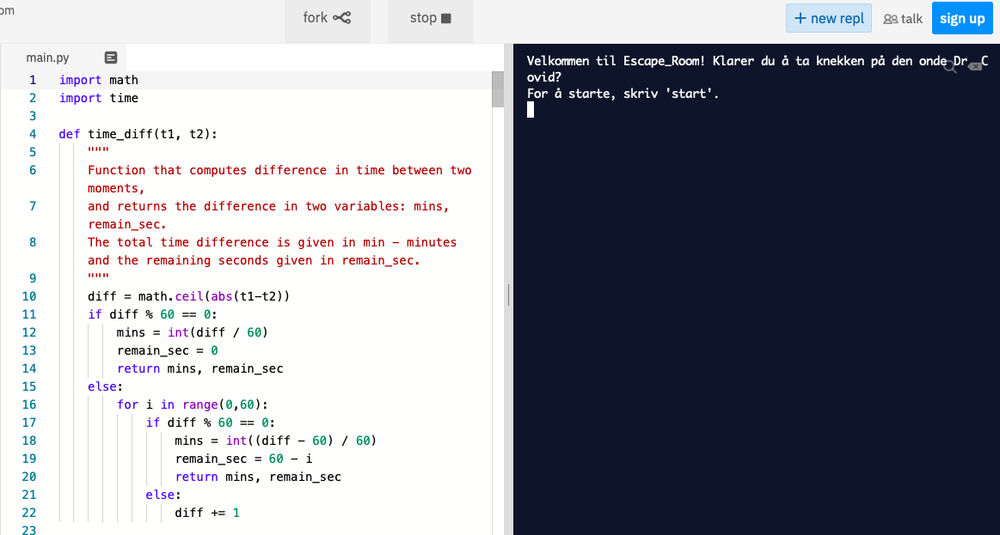 om
fork
stop
+ new repl
talk
sign up
main.py
1 import math
2 import time
3
4 def time_diff(t1, t2):
5 """
6 Function that computes difference in time between two
moments,
7 and returns the difference in two variables: mins,
remain_sec.
8 The total time difference is given in min - minutes
and the remaining seconds given in remain_sec.
9 """
10 diff = math.ceil(abs(t1-t2))
11 if diff % 60 == 0:
12 mins = int(diff / 60)
13 remain_sec = 0
14 return mins, remain_sec
15 else:
16 for i in range(0,60):
17 if diff % 60 == 0:
18 mins = int((diff - 60) / 60)
19 remain_sec = 60 - i
20 return mins, remain_sec
21 else:
22 diff += 1
23
Velkommen til Escape_Room! Klarer du å ta knekken på den onde Dr. C
ovid?
For å starte, skriv 'start'.